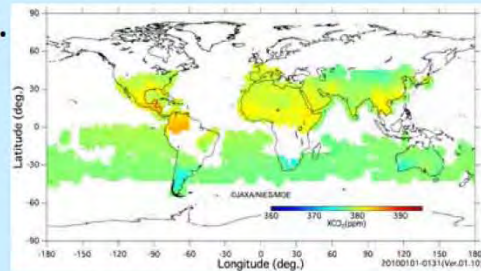 90
60
30
0
-30
-60
-90
Latitude (deg.)
©JAXA/NIES/MOE
360 370 380 390
XCO₂(ppm)
-180 -150 -120 -90 -60 -30 0 30 60 90 120 150 180
Longitude (deg.)
20100101-0131(Ver.01.10)